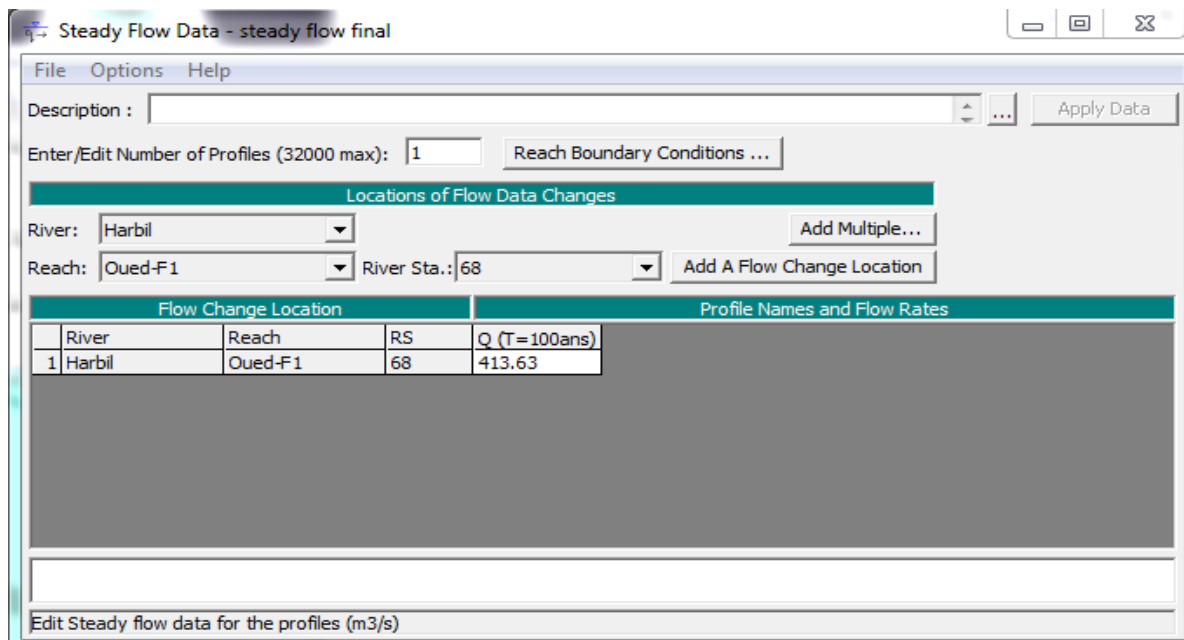 Steady Flow Data - steady flow final
File Options Help
Description : ... Apply Data
Enter/Edit Number of Profiles (32000 max): 1 Reach Boundary Conditions ...
Locations of Flow Data Changes
River: Harbil Add Multiple...
Reach: Oued-F1 River Sta.: 68 Add A Flow Change Location
Flow Change Location Profile Names and Flow Rates
River Reach RS Q (T=100ans)
1 Harbil Oued-F1 68 413.63
Edit Steady flow data for the profiles (m3/s)